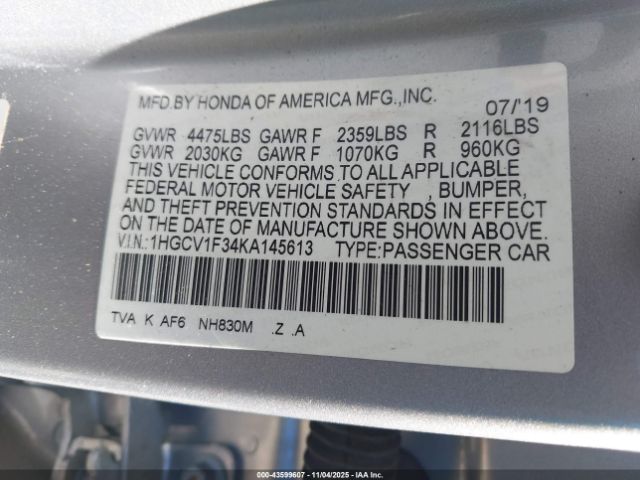 MFD.BY HONDA OF AMERICA MFG.,INC. 07/'19
GVWR 4475LBS GAWR F 2359LBS R 2116LBS
GVWR 2030KG GAWR F 1070KG R 960KG
THIS VEHICLE CONFORMS TO ALL APPLICABLE
FEDERAL MOTOR VEHICLE SAFETY , BUMPER,
AND THEFT PREVENTION STANDARDS IN EFFECT
ON THE DATE OF MANUFACTURE SHOWN ABOVE.
V.I.N.:1HGCV1F34KA145613 TYPE:PASSENGER CAR
TVA K AF6 NH830M .Z .A
© 43599607 - 11/04/2025 - IAA Inc.